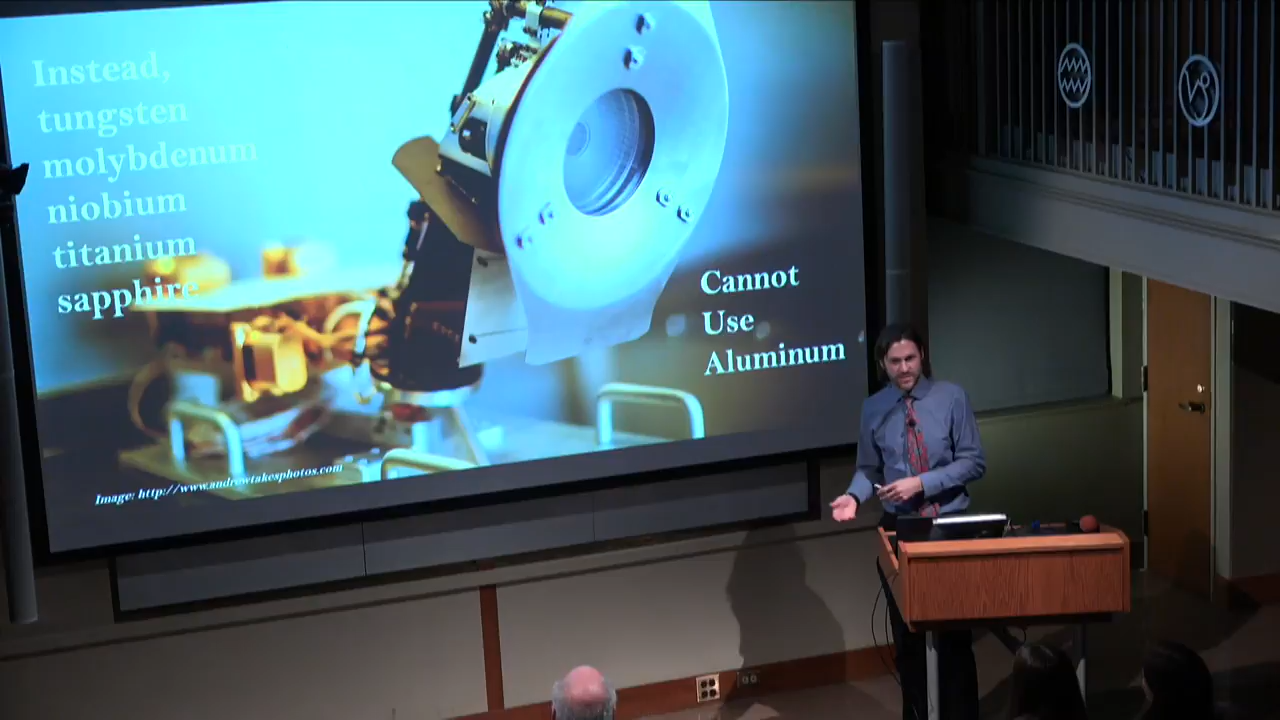 Instead,
tungsten
molybdenum
niobium
titanium
sapphire
Cannot
Use
Aluminum
Image: http://www.andrewtakesphotos.com